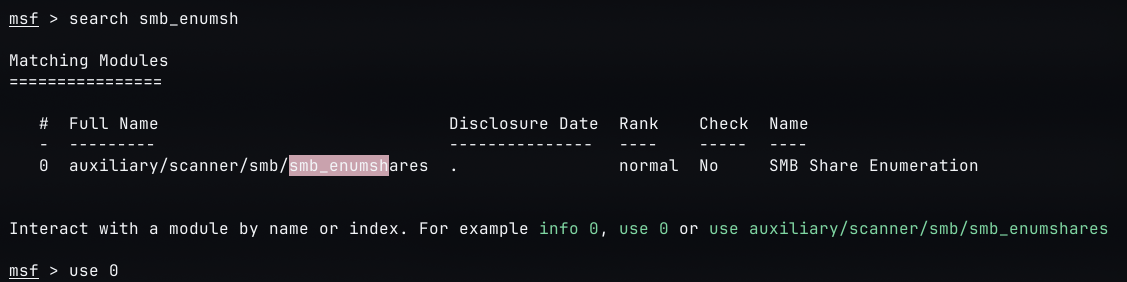 msf > search smb_enumsh
Matching Modules
================
#  Full Name                                Disclosure Date  Rank    Check  Name
-  ---------                                ---------------  ----    -----  ----
0  auxiliary/scanner/smb/smb_enumshares  .                normal  No     SMB Share Enumeration
Interact with a module by name or index. For example info 0, use 0 or use auxiliary/scanner/smb/smb_enumshares
msf > use 0